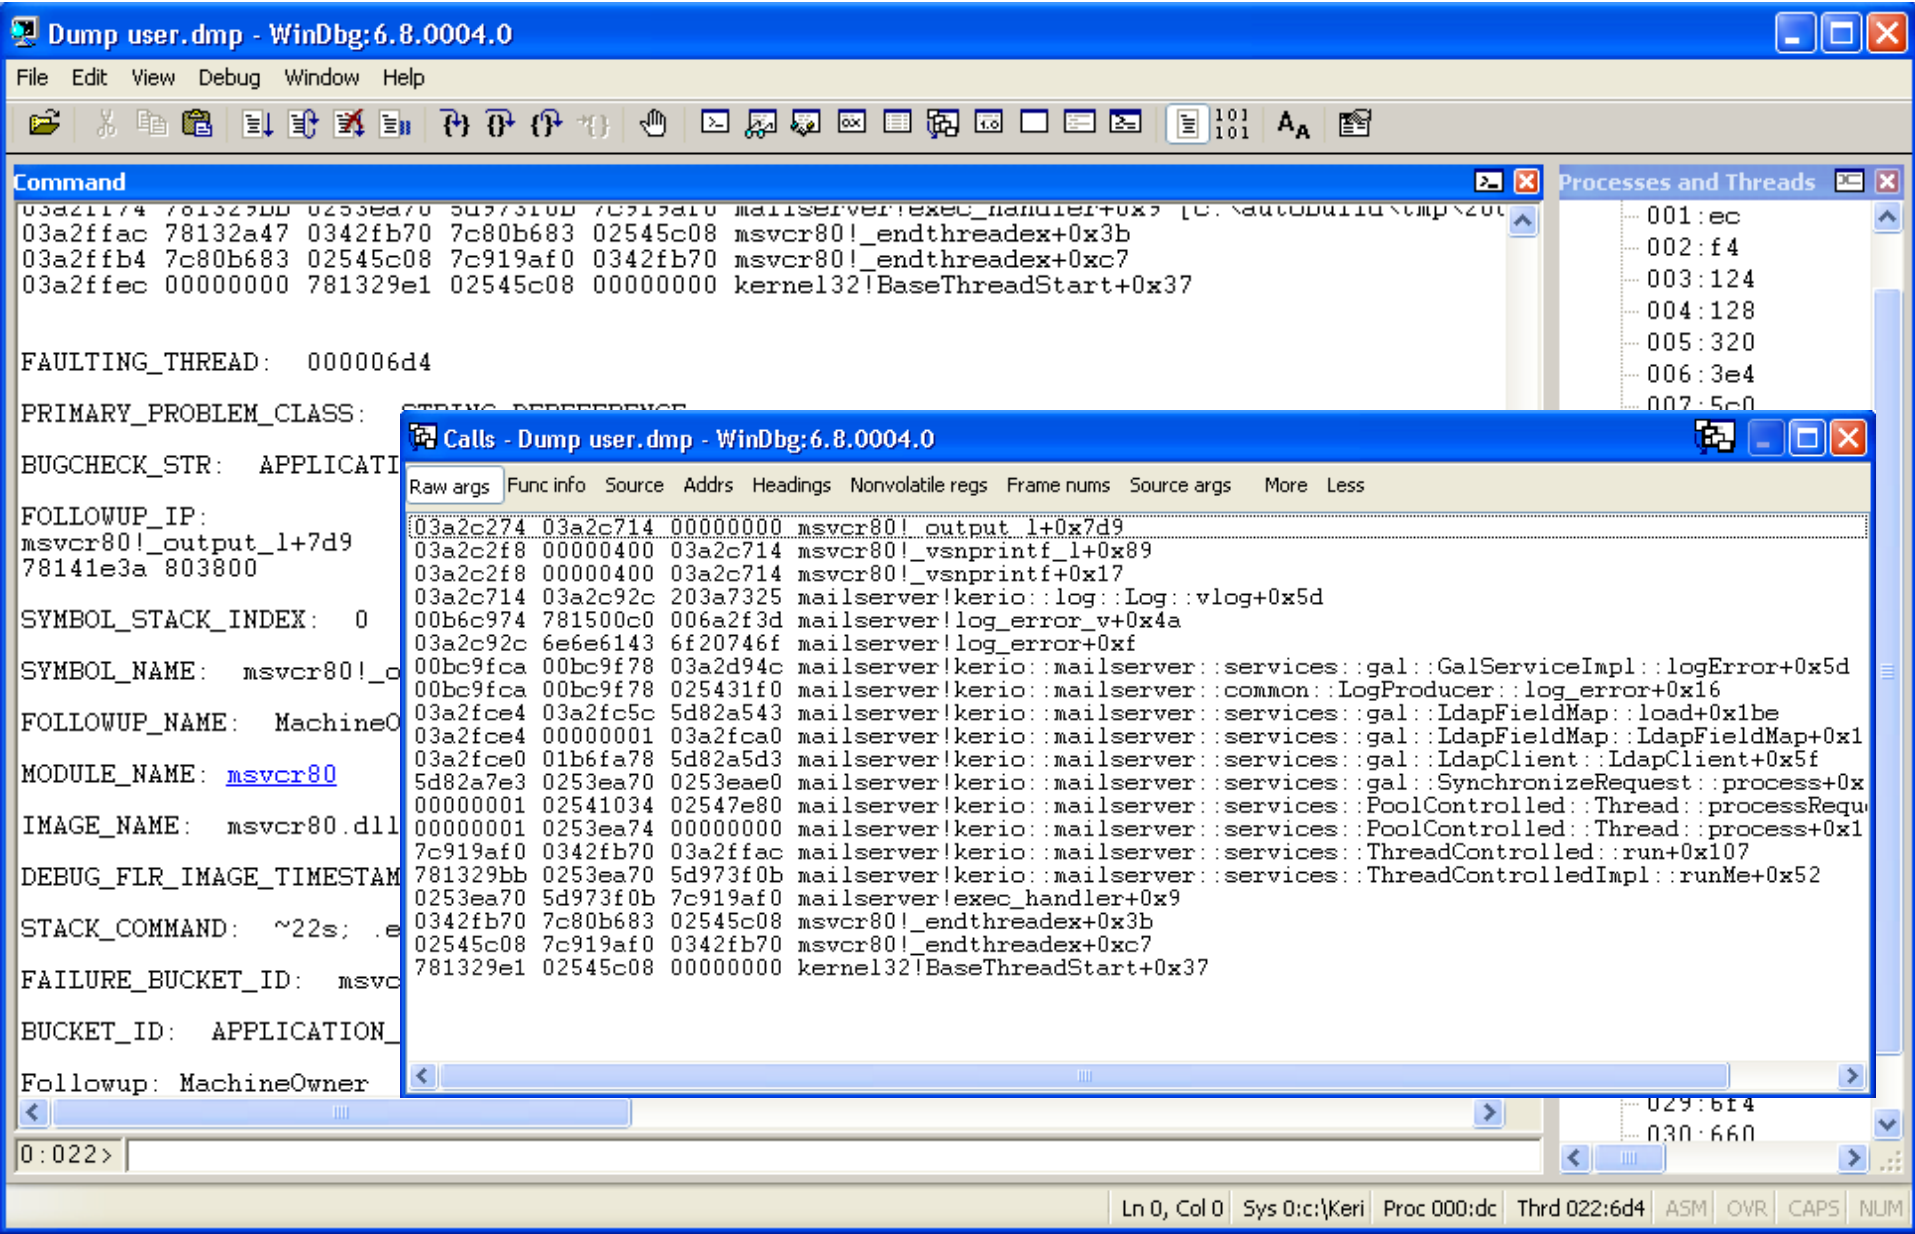 Dump user.dmp - WinDbg:6.8.0004.0
File Edit View Debug Window Help
Command
Processes and Threads
03a2ffac 78132a47 0342fb70 7c80b683 02545c08 msvcr80!_endthreadex+0x3b
03a2ffb4 7c80b683 02545c08 7c919af0 0342fb70 msvcr80!_endthreadex+0xc7
03a2ffec 00000000 781329e1 02545c08 00000000 kernel32!BaseThreadStart+0x37
FAULTING_THREAD: 000006d4
PRIMARY_PROBLEM_CLASS:
BUGCHECK_STR: APPLICATI
FOLLOWUP_IP:
msvcr80!_output_l+7d9
78141e3a 803800
SYMBOL_STACK_INDEX: 0
SYMBOL_NAME: msvcr80!_o
FOLLOWUP_NAME: MachineO
MODULE_NAME: msvcr80
IMAGE_NAME: msvcr80.dll
DEBUG_FLR_IMAGE_TIMESTAM
STACK_COMMAND: ~22s; .e
FAILURE_BUCKET_ID: msvc
BUCKET_ID: APPLICATION_
Followup: MachineOwner
0:022>
001:ec
002:f4
003:124
004:128
005:320
006:3e4
007:5c0
Calls - Dump user.dmp - WinDbg:6.8.0004.0
Raw args Func info Source Addrs Headings Nonvolatile regs Frame nums Source args More Less
03a2c274 03a2c714 00000000 msvcr80!_output_l+0x7d9
03a2c2f8 00000400 03a2c714 msvcr80!_vsnprintf_l+0x89
03a2c2f8 00000400 03a2c714 msvcr80!_vsnprintf+0x17
03a2c714 03a2c92c 203a7325 mailserver!kerio::log::Log::vlog+0x5d
00b6c974 781500c0 006a2f3d mailserver!log_error_v+0x4a
03a2c92c 6e6e6143 6f20746f mailserver!log_error+0xf
00bc9fca 00bc9f78 03a2d94c mailserver!kerio::mailserver::services::gal::GalServiceImpl::logError+0x5d
00bc9fca 00bc9f78 025431f0 mailserver!kerio::mailserver::common::LogProducer::log_error+0x16
03a2fce4 03a2fc5c 5d82a543 mailserver!kerio::mailserver::services::gal::LdapFieldMap::load+0x1be
03a2fce4 00000001 03a2fca0 mailserver!kerio::mailserver::services::gal::LdapFieldMap::LdapFieldMap+0x1
03a2fce0 01b6fa78 5d82a5d3 mailserver!kerio::mailserver::services::gal::LdapClient::LdapClient+0x5f
5d82a7e3 0253ea70 0253eae0 mailserver!kerio::mailserver::services::gal::SynchronizeRequest::process+0x
00000001 02541034 02547e80 mailserver!kerio::mailserver::services::PoolControlled::Thread::processRequ
00000001 0253ea74 00000000 mailserver!kerio::mailserver::services::PoolControlled::Thread::process+0x1
7c919af0 0342fb70 03a2ffac mailserver!kerio::mailserver::services::ThreadControlled::run+0x107
781329bb 0253ea70 5d973f0b mailserver!kerio::mailserver::services::ThreadControlledImpl::runMe+0x52
0253ea70 5d973f0b 7c919af0 mailserver!exec_handler+0x9
0342fb70 7c80b683 02545c08 msvcr80!_endthreadex+0x3b
02545c08 7c919af0 0342fb70 msvcr80!_endthreadex+0xc7
781329e1 02545c08 00000000 kernel32!BaseThreadStart+0x37
029:6f4
030:660
Ln 0, Col 0 Sys 0:c:\Keri Proc 000:dc Thrd 022:6d4 ASM OVR CAPS NUM